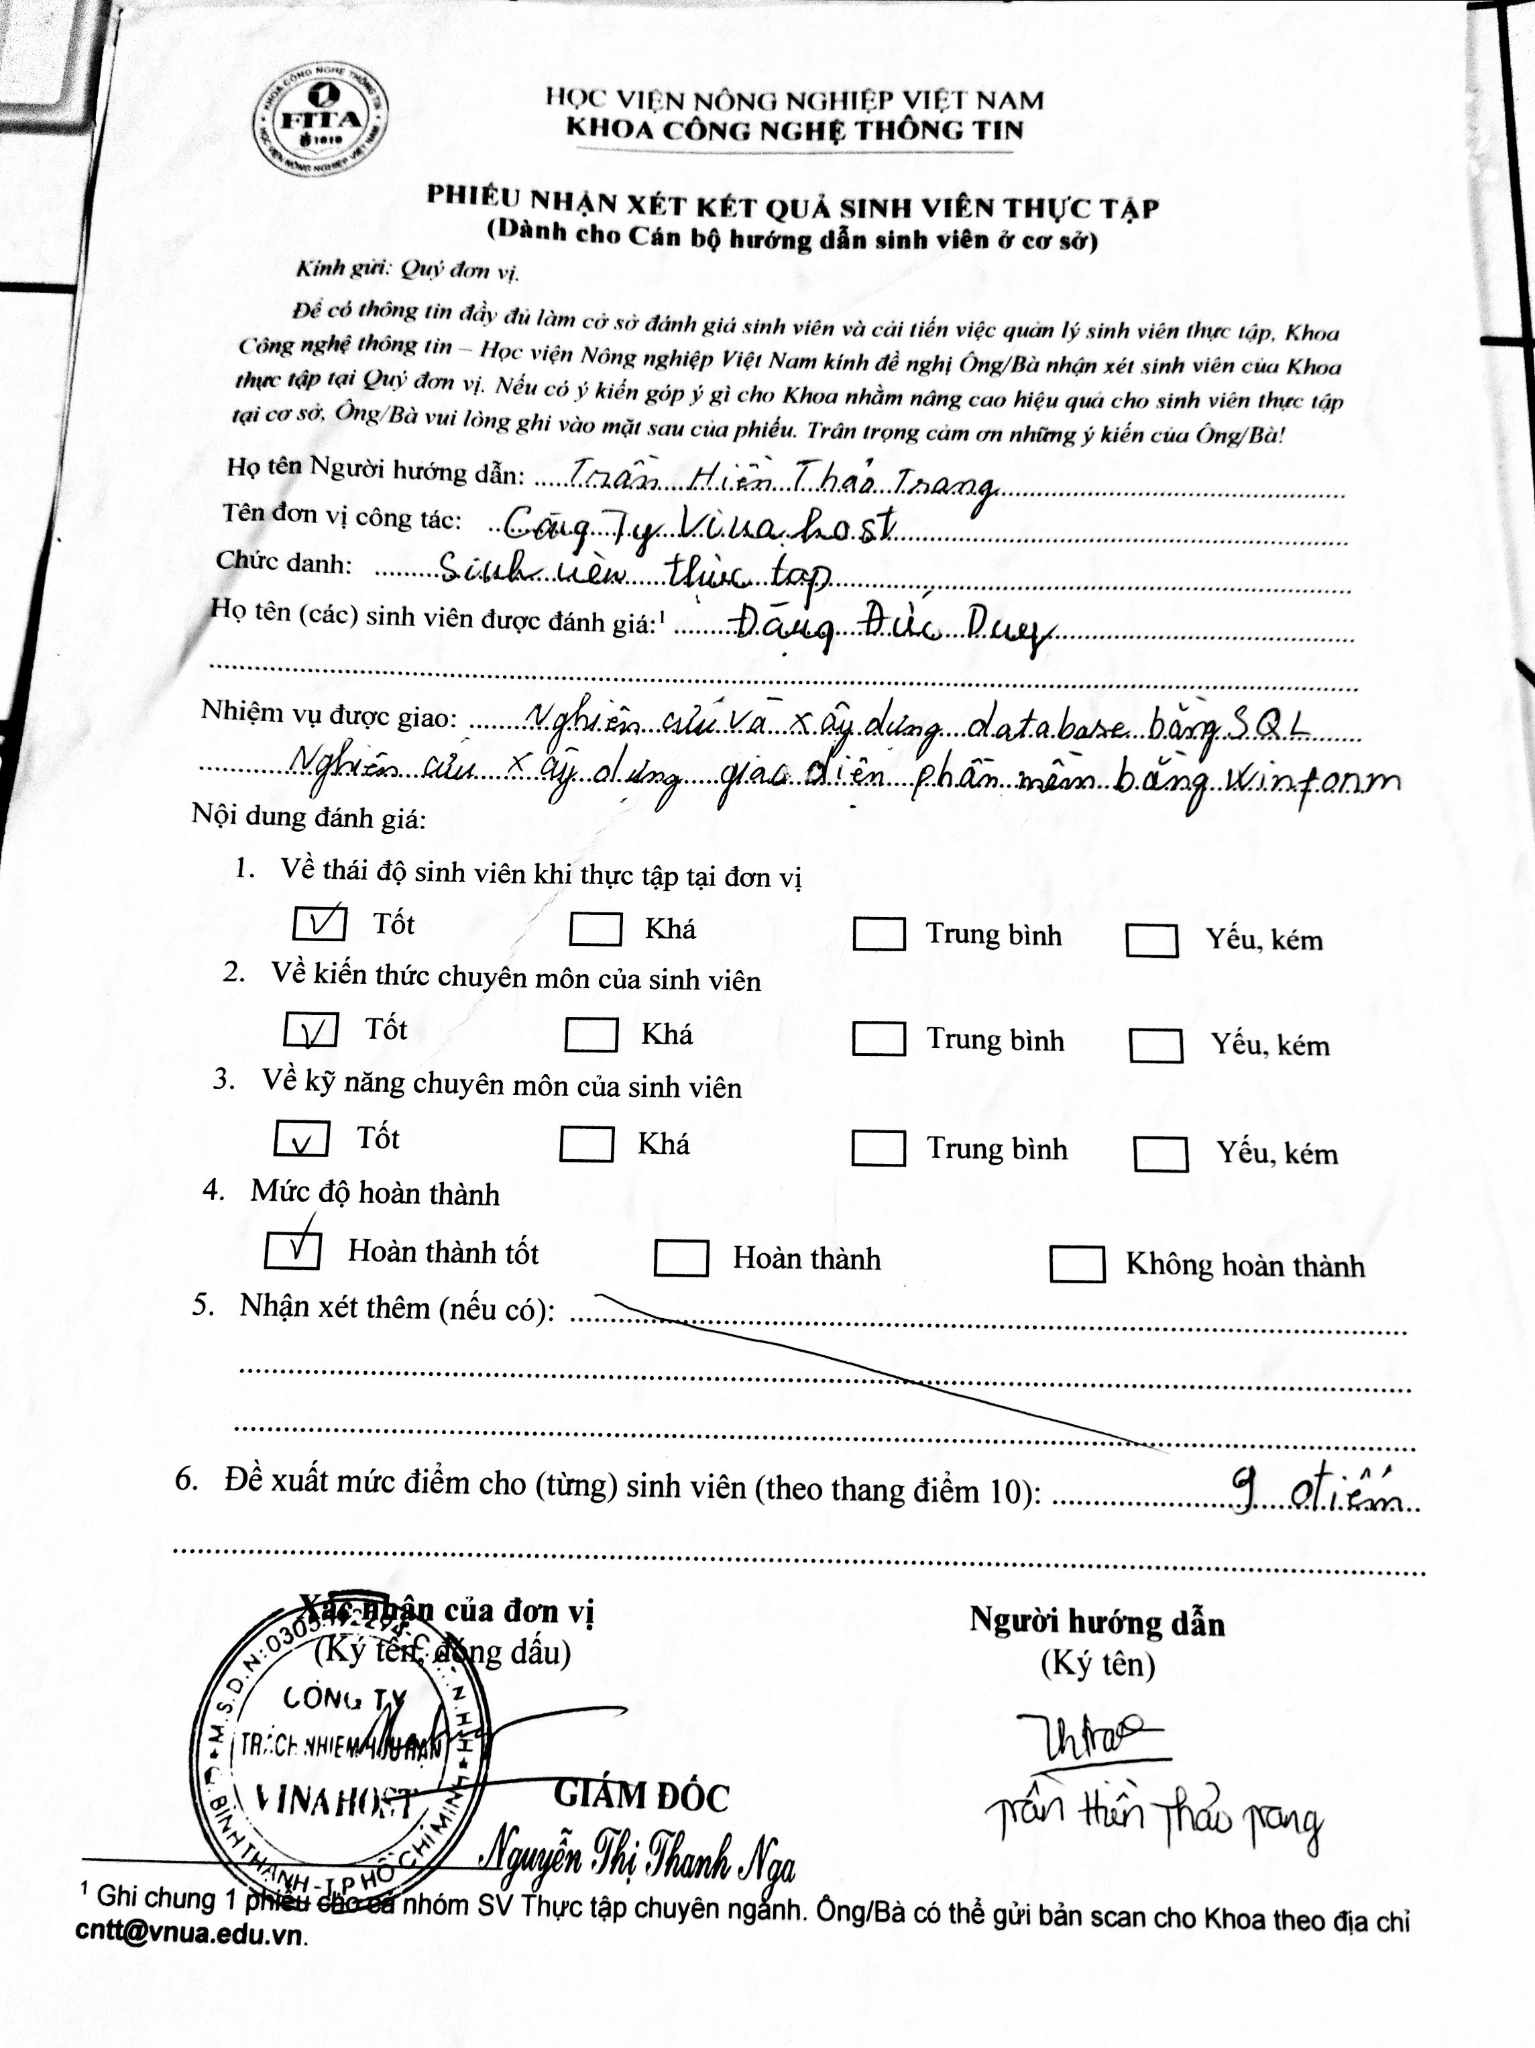 KHOA CÔNG NGHỆ THÔNG TIN
FITA
1010
HỌC VIỆN NÔNG NGHIỆP VIỆT NAM
HỌC VIỆN NÔNG NGHIỆP VIỆT NAM
KHOA CÔNG NGHỆ THÔNG TIN
PHIẾU NHẬN XÉT KẾT QUẢ SINH VIÊN THỰC TẬP
(Dành cho Cán bộ hướng dẫn sinh viên ở cơ sở)
Kính gửi: Quý đơn vị.
Để có thông tin đầy đủ làm cở sở đánh giá sinh viên và cải tiến việc quản lý sinh viên thực tập, Khoa
Công nghệ thông tin – Học viện Nông nghiệp Việt Nam kính đề nghị Ông/Bà nhận xét sinh viên của Khoa
thực tập tại Quý đơn vị. Nếu có ý kiến góp ý gì cho Khoa nhằm nâng cao hiệu quả cho sinh viên thực tập
tại cơ sở, Ông/Bà vui lòng ghi vào mặt sau của phiếu. Trân trọng cảm ơn những ý kiến của Ông/Bà!
Họ tên Người hướng dẫn: Trần Hiền Thảo Trang
Tên đơn vị công tác: Công Ty Vinahost
Chức danh: Sinh viên thực tập
Họ tên (các) sinh viên được đánh giá:¹ Đặng Đức Duy
Nhiệm vụ được giao: Nghiên cứu và xây dựng database bằng SQL
Nghiên cứu xây dựng giao diện phần mềm bằng winform
Nội dung đánh giá:
1. Về thái độ sinh viên khi thực tập tại đơn vị
☑ Tốt ☐ Khá ☐ Trung bình ☐ Yếu, kém
2. Về kiến thức chuyên môn của sinh viên
☑ Tốt ☐ Khá ☐ Trung bình ☐ Yếu, kém
3. Về kỹ năng chuyên môn của sinh viên
☑ Tốt ☐ Khá ☐ Trung bình ☐ Yếu, kém
4. Mức độ hoàn thành
☑ Hoàn thành tốt ☐ Hoàn thành ☐ Không hoàn thành
5. Nhận xét thêm (nếu có):
6. Đề xuất mức điểm cho (từng) sinh viên (theo thang điểm 10): 9 điểm
Xác nhận của đơn vị
(Ký tên, đóng dấu)
Người hướng dẫn
(Ký tên)
M.S.D.N:
CÔNG TY
TRÁCH NHIỆM HỮU HẠN
VINAHOST
Q. BÌNH THẠNH - T.P HỒ CHÍ MINH
GIÁM ĐỐC
Nguyễn Thị Thanh Nga
Trần Hiền Thảo Trang
¹ Ghi chung 1 phiếu cho cả nhóm SV Thực tập chuyên ngành. Ông/Bà có thể gửi bản scan cho Khoa theo địa chỉ
cntt@vnua.edu.vn.